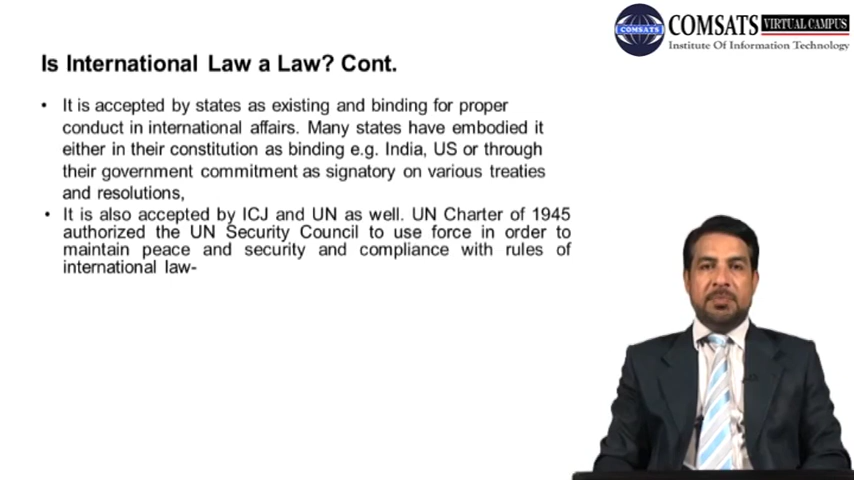 COMSATS VIRTUAL CAMPUS
Institute Of Information Technology
COMSATS
Is International Law a Law? Cont.
• It is accepted by states as existing and binding for proper
conduct in international affairs. Many states have embodied it
either in their constitution as binding e.g. India, US or through
their government commitment as signatory on various treaties
and resolutions,
• It is also accepted by ICJ and UN as well. UN Charter of 1945
authorized the UN Security Council to use force in order to
maintain peace and security and compliance with rules of
international law-